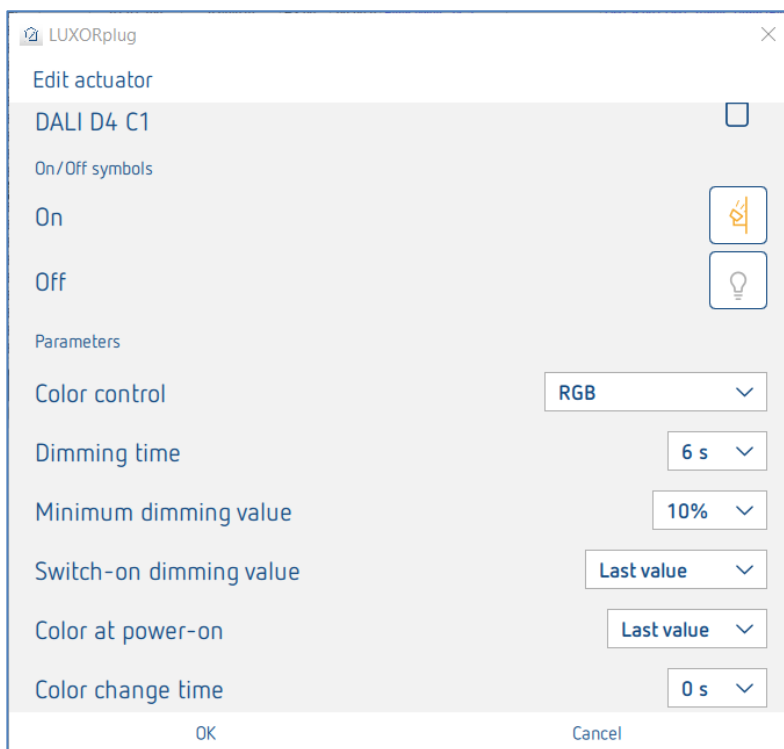 LUXORplug
Edit actuator
DALI D4 C1
On/Off symbols
On
Off
Parameters
Color control RGB
Dimming time 6 s
Minimum dimming value 10%
Switch-on dimming value Last value
Color at power-on Last value
Color change time 0 s
OK Cancel